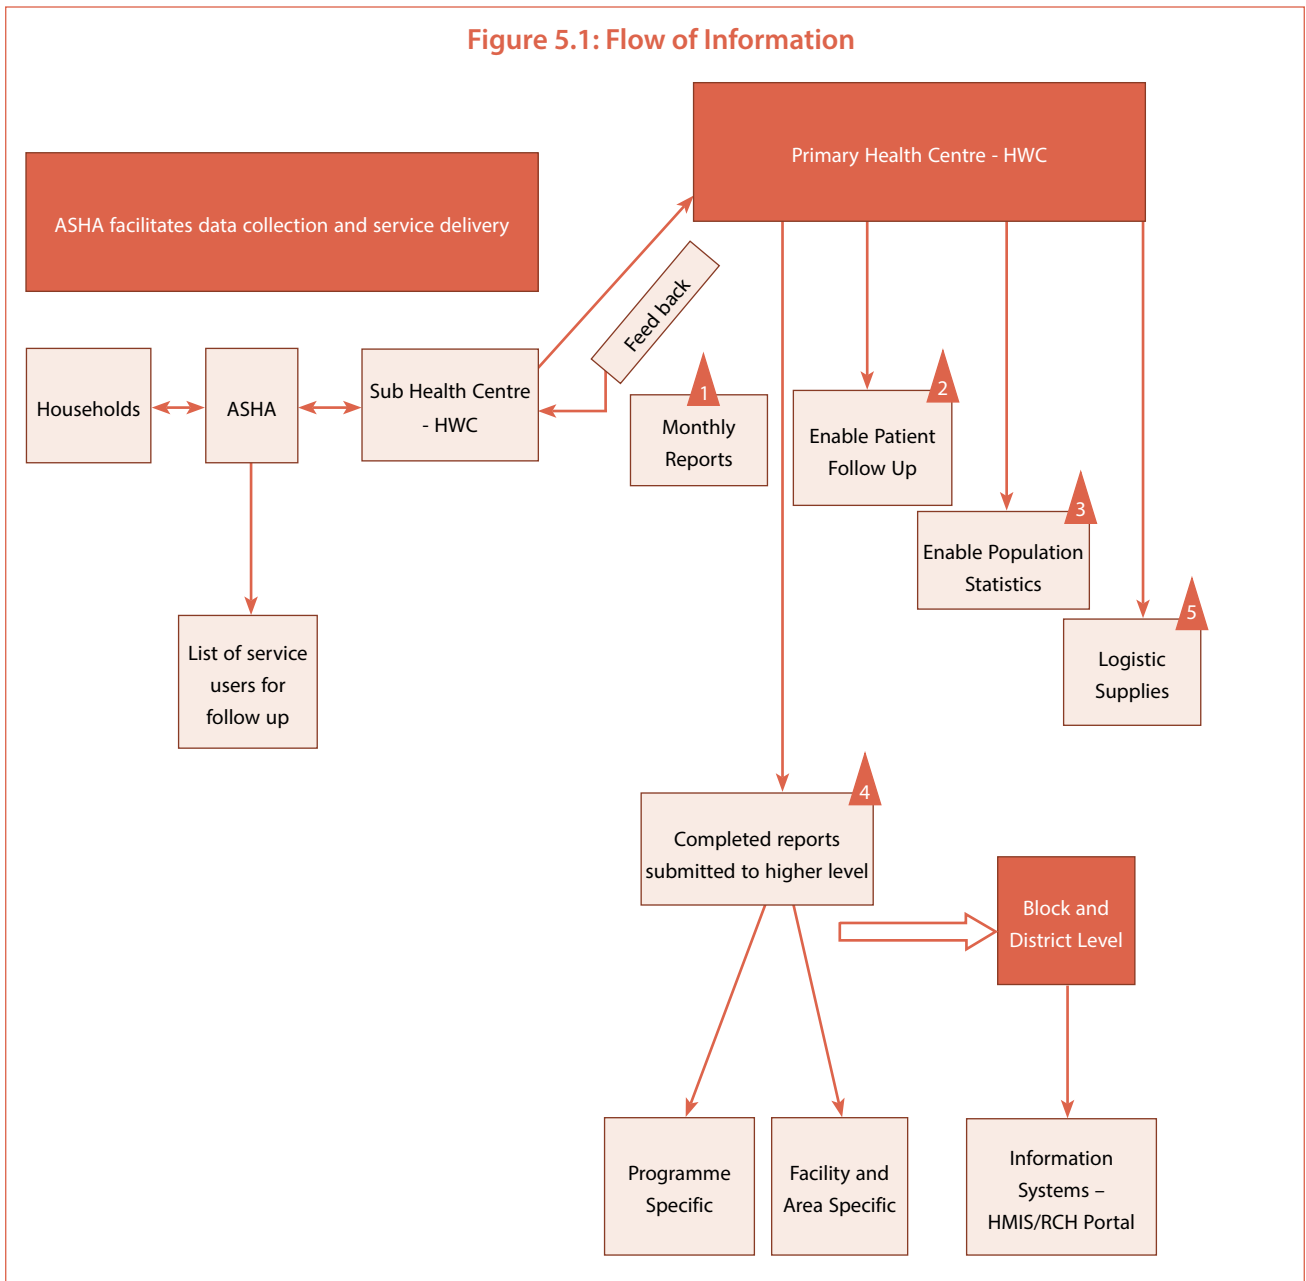 Figure 5.1: Flow of Information
Primary Health Centre - HWC
ASHA facilitates data collection and service delivery
Feed back
Households
ASHA
Sub Health Centre
- HWC
1
Monthly
Reports
2
Enable Patient
Follow Up
3
Enable Population
Statistics
5
Logistic
Supplies
List of service
users for
follow up
4
Completed reports
submitted to higher level
Block and
District Level
Programme
Specific
Facility and
Area Specific
Information
Systems –
HMIS/RCH Portal